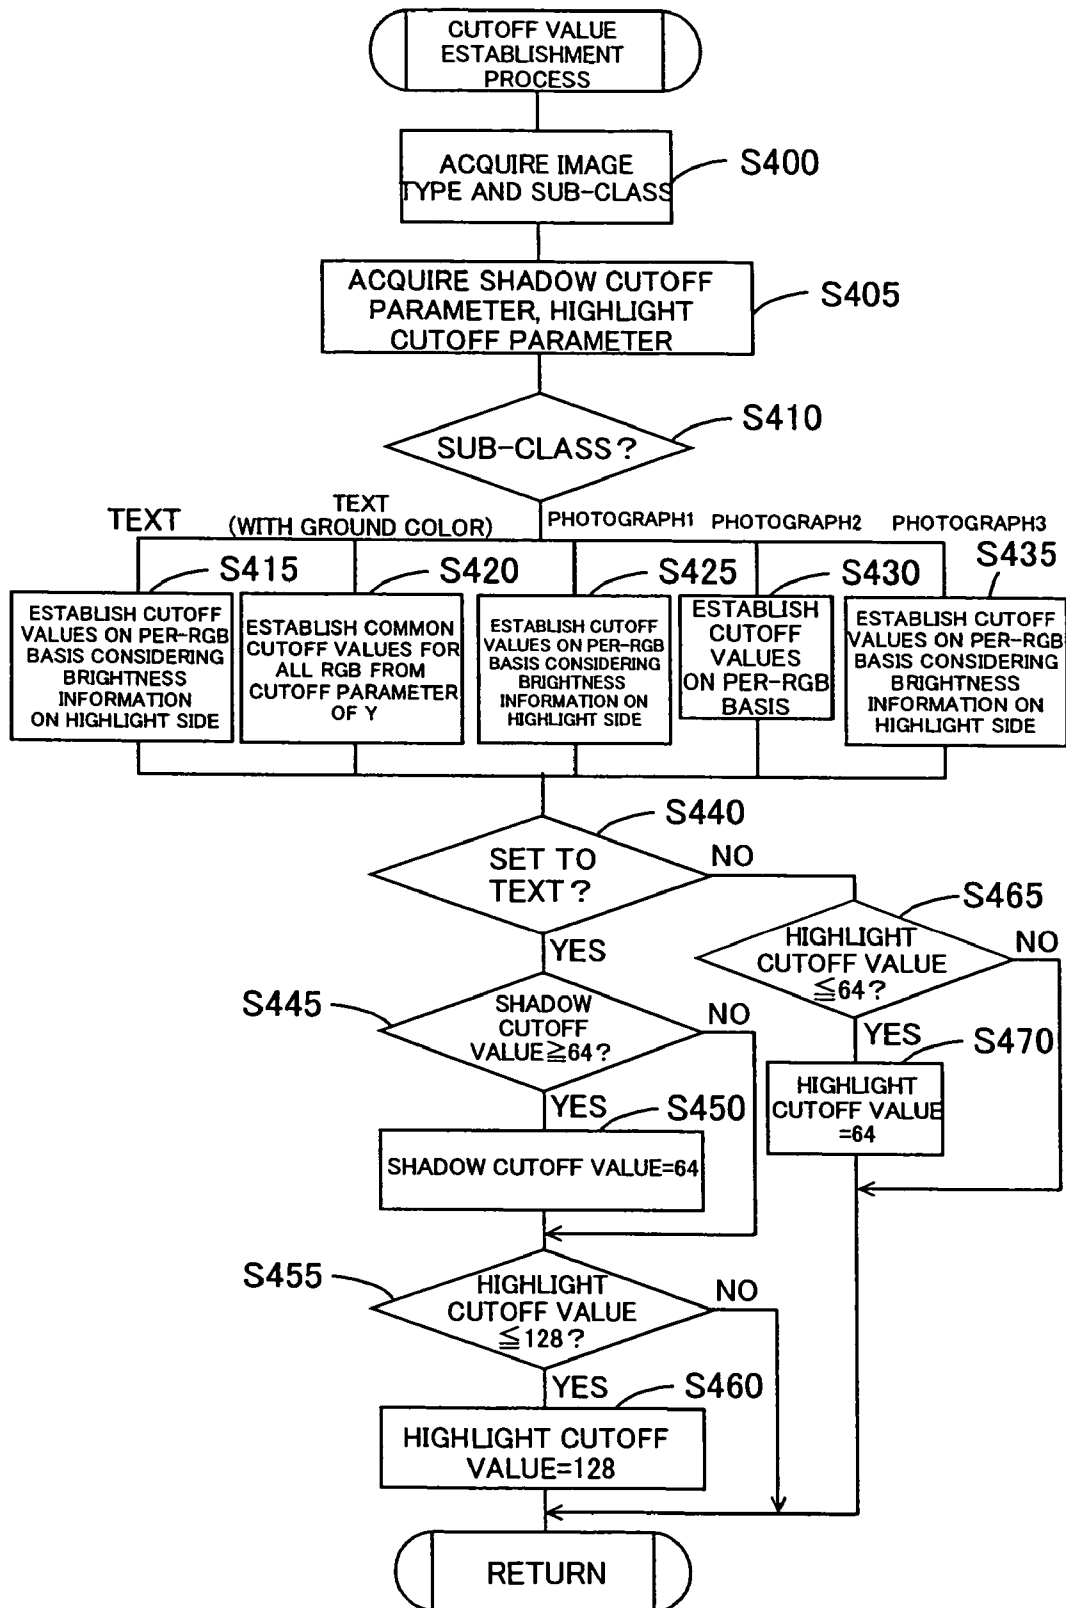 CUTOFF VALUE
ESTABLISHMENT
PROCESS
ACQUIRE IMAGE
TYPE AND SUB-CLASS
S400
ACQUIRE SHADOW CUTOFF
PARAMETER, HIGHLIGHT
CUTOFF PARAMETER
S405
SUB-CLASS?
S410
TEXT
TEXT
(WITH GROUND COLOR)
PHOTOGRAPH1
PHOTOGRAPH2
PHOTOGRAPH3
S415
S420
S425
S430
S435
ESTABLISH CUTOFF
VALUES ON PER-RGB
BASIS CONSIDERING
BRIGHTNESS
INFORMATION
ON HIGHLIGHT SIDE
ESTABLISH COMMON
CUTOFF VALUES FOR
ALL RGB FROM
CUTOFF PARAMETER
OF Y
ESTABLISH CUTOFF
VALUES ON PER-RGB
BASIS CONSIDERING
BRIGHTNESS
INFORMATION ON
HIGHLIGHT SIDE
ESTABLISH
CUTOFF
VALUES
ON PER-RGB
BASIS
ESTABLISH CUTOFF
VALUES ON PER-RGB
BASIS CONSIDERING
BRIGHTNESS
INFORMATION ON
HIGHLIGHT SIDE
S440
SET TO
TEXT?
NO
YES
S465
HIGHLIGHT
CUTOFF VALUE
≦64?
NO
YES
S470
HIGHLIGHT
CUTOFF VALUE
=64
S445
SHADOW
CUTOFF
VALUE≧64?
NO
YES
S450
SHADOW CUTOFF VALUE=64
S455
HIGHLIGHT
CUTOFF VALUE
≦128?
NO
YES
S460
HIGHLIGHT CUTOFF
VALUE=128
RETURN